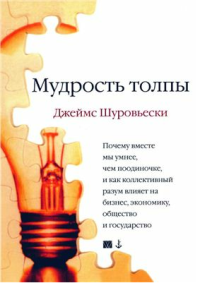 Мудрость толпы
Джеймс Шуровьески
Почему вместе
мы умнее,
чем поодиночке,
и как коллективный
разум влияет на
бизнес, экономику,
общество
и государство